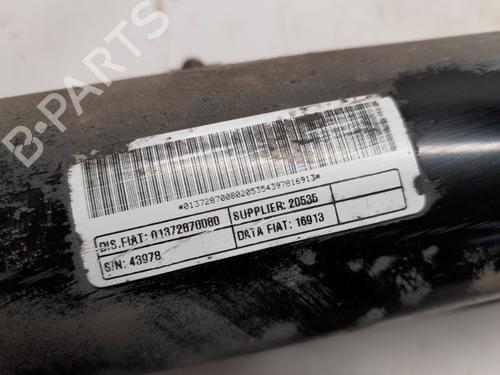 B-PARTS
*01372870080205354397816913*
DIS.FIAT: 01372870080 SUPPLIER: 20535
S/N: 43978 DATA FIAT: 16913